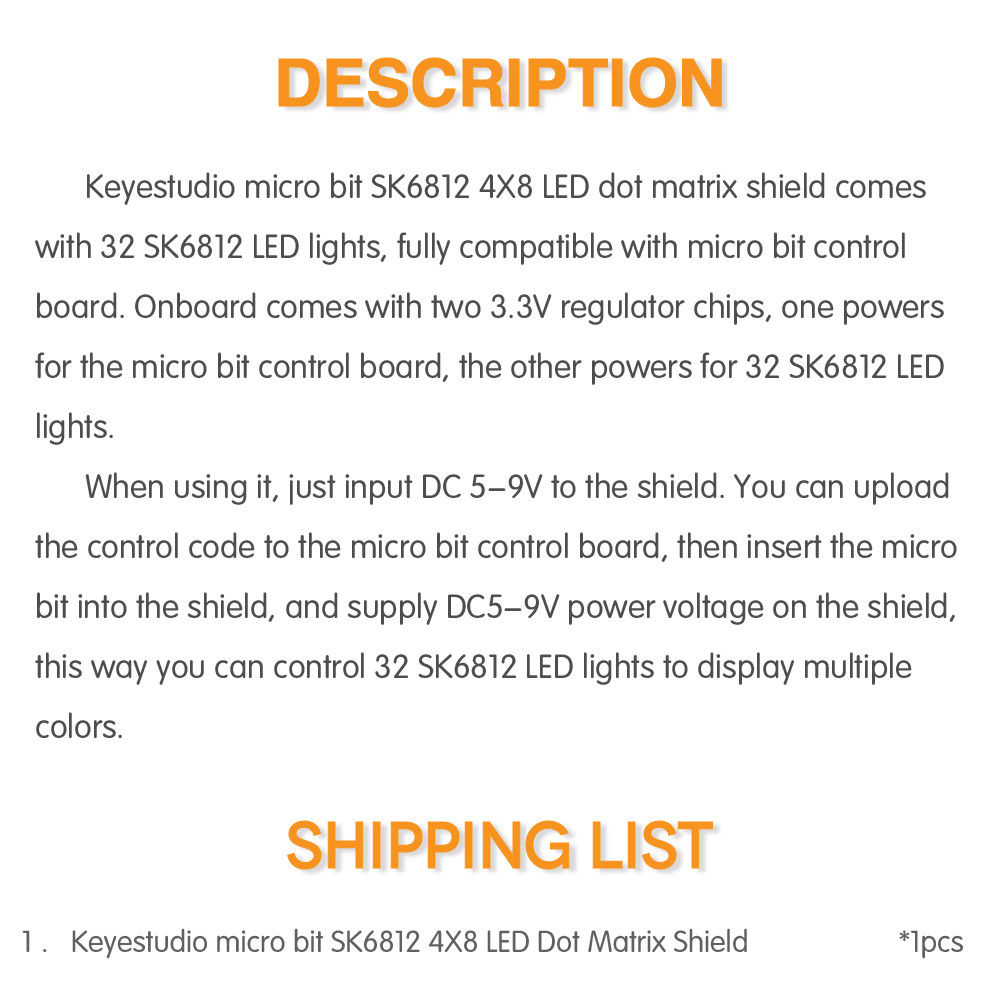 DESCRIPTION
Keyestudio micro bit SK6812 4X8 LED dot matrix shield comes
with 32 SK6812 LED lights, fully compatible with micro bit control
board. Onboard comes with two 3.3V regulator chips, one powers
for the micro bit control board, the other powers for 32 SK6812 LED
lights.
When using it, just input DC 5–9V to the shield. You can upload
the control code to the micro bit control board, then insert the micro
bit into the shield, and supply DC5–9V power voltage on the shield,
this way you can control 32 SK6812 LED lights to display multiple
colors.
SHIPPING LIST
1 . Keyestudio micro bit SK6812 4X8 LED Dot Matrix Shield *1pcs